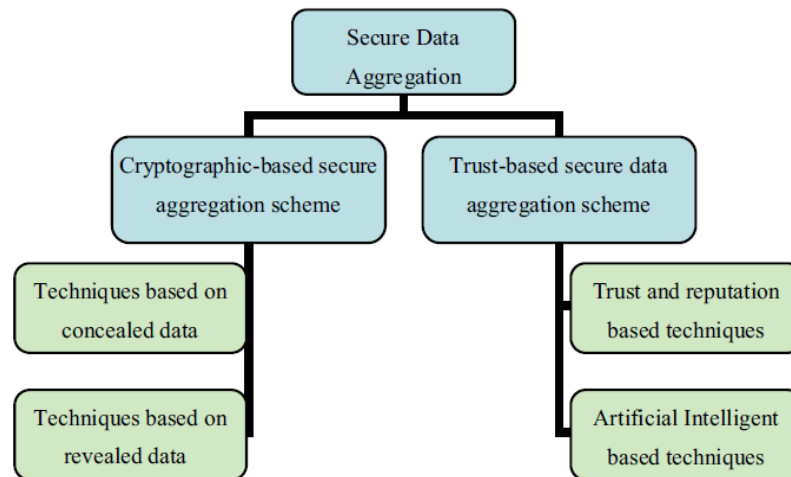 Secure Data
Aggregation
Cryptographic-based secure
aggregation scheme
Trust-based secure data
aggregation scheme
Techniques based on
concealed data
Trust and reputation
based techniques
Techniques based on
revealed data
Artificial Intelligent
based techniques